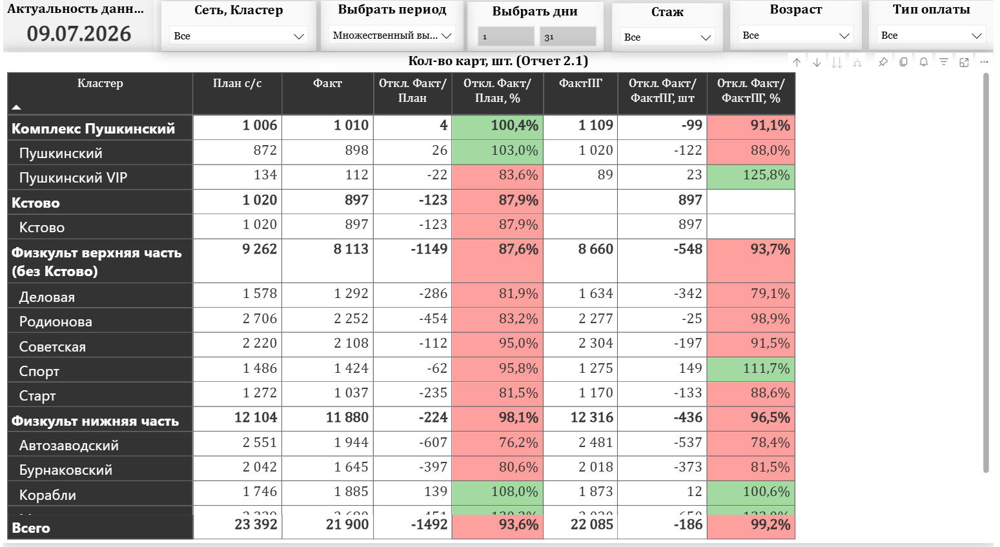 Актуальность данн...
09.07.2026
Сеть, Кластер
Все
Выбрать период
Множественный вы...
Выбрать дни
1 31
Стаж
Все
Возраст
Все
Тип оплаты
Все
Кол-во карт, шт. (Отчет 2.1)
Кластер План с/с Факт Откл. Факт/ План Откл. Факт/ План, % ФактПГ Откл. Факт/ ФактПГ, шт Откл. Факт/ ФактПГ, %
Комплекс Пушкинский 1 006 1 010 4 100,4% 1 109 -99 91,1%
Пушкинский 872 898 26 103,0% 1 020 -122 88,0%
Пушкинский VIP 134 112 -22 83,6% 89 23 125,8%
Кстово 1 020 897 -123 87,9% 897
Кстово 1 020 897 -123 87,9% 897
Физкульт верхняя часть (без Кстово) 9 262 8 113 -1149 87,6% 8 660 -548 93,7%
Деловая 1 578 1 292 -286 81,9% 1 634 -342 79,1%
Родионова 2 706 2 252 -454 83,2% 2 277 -25 98,9%
Советская 2 220 2 108 -112 95,0% 2 304 -197 91,5%
Спорт 1 486 1 424 -62 95,8% 1 275 149 111,7%
Старт 1 272 1 037 -235 81,5% 1 170 -133 88,6%
Физкульт нижняя часть 12 104 11 880 -224 98,1% 12 316 -436 96,5%
Автозаводский 2 551 1 944 -607 76,2% 2 481 -537 78,4%
Бурнаковский 2 042 1 645 -397 80,6% 2 018 -373 81,5%
Корабли 1 746 1 885 139 108,0% 1 873 12 100,6%
Всего 23 392 21 900 -1492 93,6% 22 085 -186 99,2%